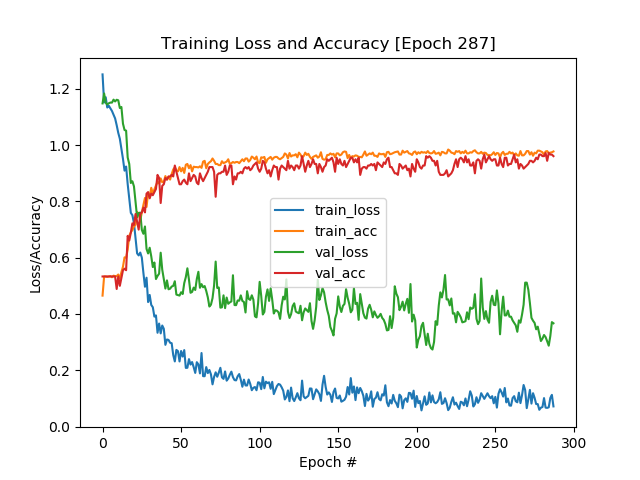 Training Loss and Accuracy [Epoch 287]
Loss/Accuracy
1.2
1.0
0.8
0.6
0.4
0.2
0.0
train_loss
train_acc
val_loss
val_acc
0 50 100 150 200 250 300
Epoch #